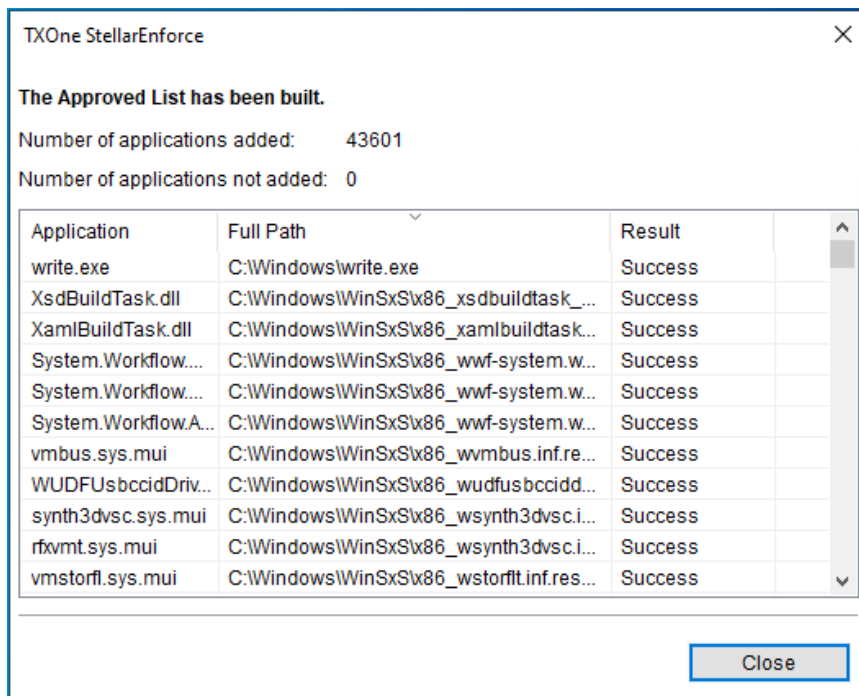 TXOne StellarEnforce
The Approved List has been built.
Number of applications added: 43601
Number of applications not added: 0
Application Full Path Result
write.exe C:\Windows\write.exe Success
XsdBuildTask.dll C:\Windows\WinSxS\x86_xsdbuildtask_... Success
XamlBuildTask.dll C:\Windows\WinSxS\x86_xamlbuildtask... Success
System.Workflow.... C:\Windows\WinSxS\x86_wwf-system.w... Success
System.Workflow.... C:\Windows\WinSxS\x86_wwf-system.w... Success
System.Workflow.A... C:\Windows\WinSxS\x86_wwf-system.w... Success
vmbus.sys.mui C:\Windows\WinSxS\x86_wvmbus.inf.re... Success
WUDFUsbccidDriv... C:\Windows\WinSxS\x86_wudfusbccidd... Success
synth3dvsc.sys.mui C:\Windows\WinSxS\x86_wsynth3dvsc.i... Success
rfxvmt.sys.mui C:\Windows\WinSxS\x86_wsynth3dvsc.i... Success
vmstorfl.sys.mui C:\Windows\WinSxS\x86_wstorflt.inf.res... Success
Close